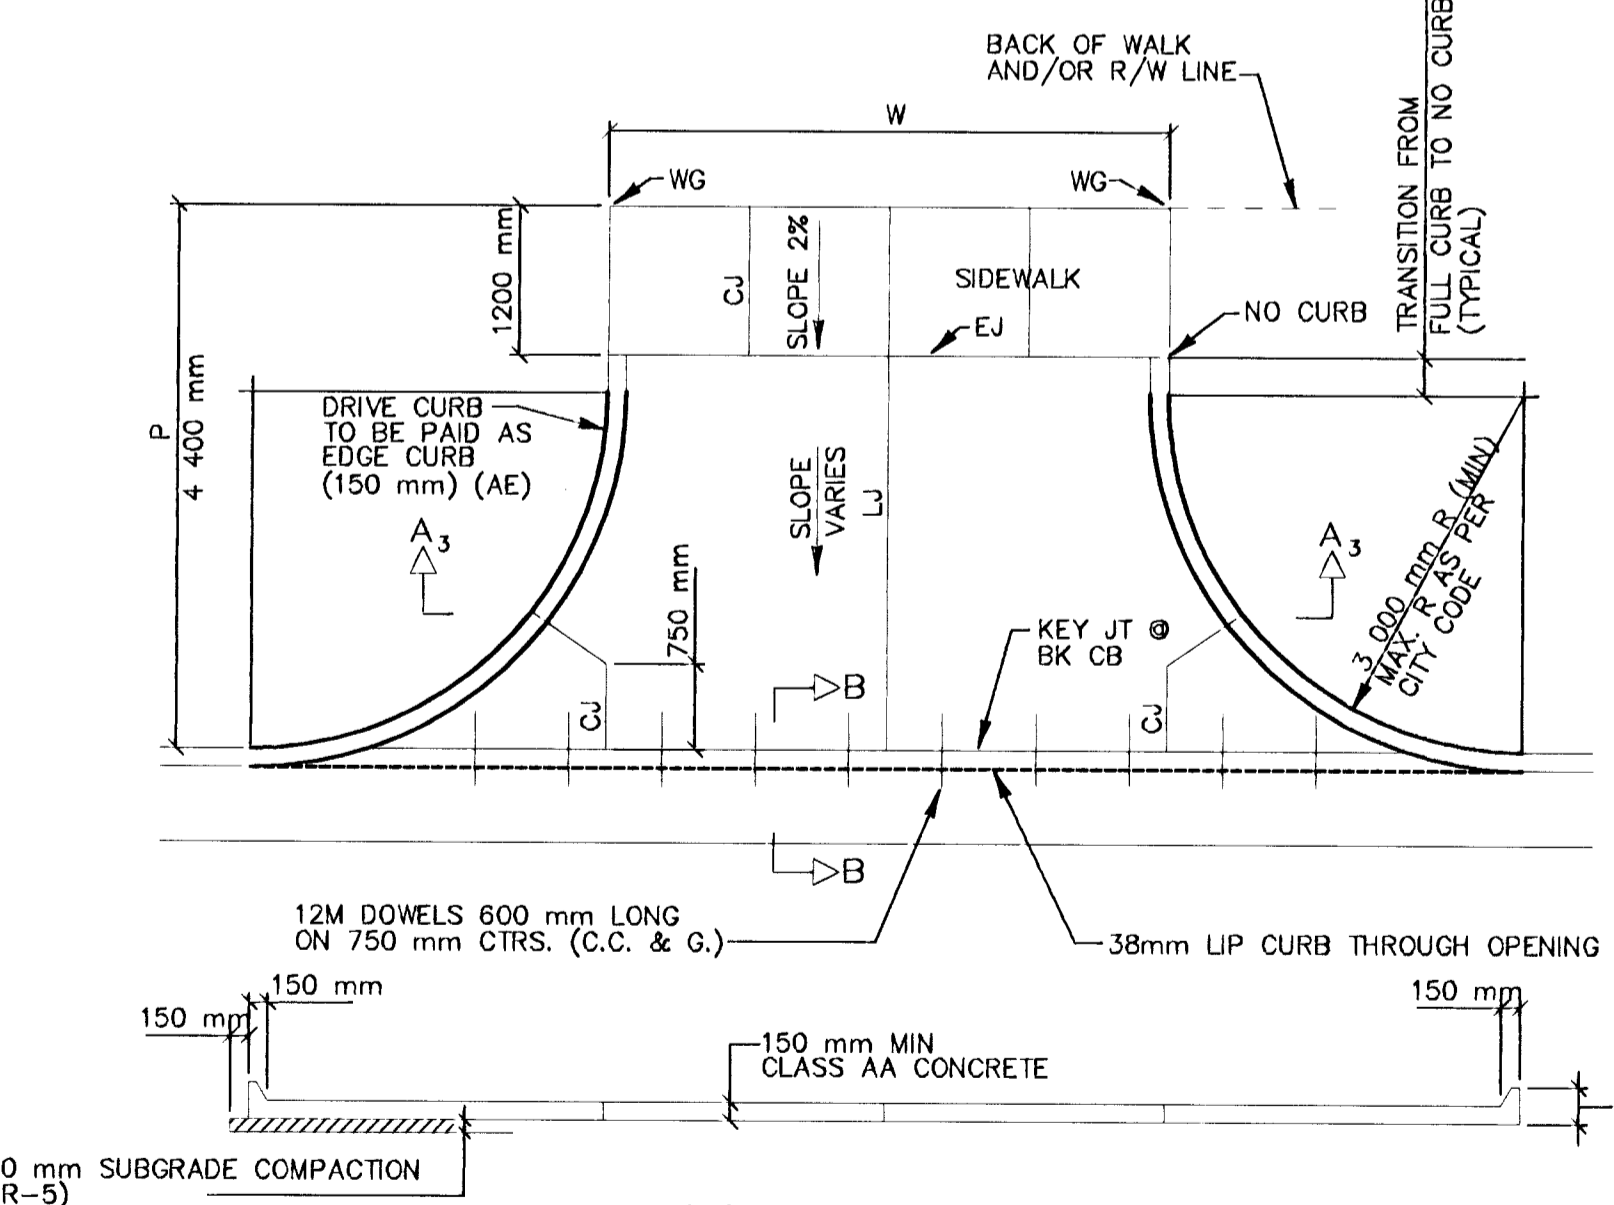 BACK OF WALK
AND/OR R/W LINE
W
TRANSITION FROM
FULL CURB TO NO CURB
(TYPICAL)
WG
WG
1200 mm
CJ
SLOPE 2%
SIDEWALK
EJ
NO CURB
P
4 400 mm
DRIVE CURB
TO BE PAID AS
EDGE CURB
(150 mm) (AE)
SLOPE
VARIES
LJ
A3
A3
3 000 mm R (MIN)
MAX. R AS PER
CITY CODE
750 mm
KEY JT @
BK CB
B
CJ
CJ
B
12M DOWELS 600 mm LONG
ON 750 mm CTRS. (C.C. & G.)
38mm LIP CURB THROUGH OPENING
150 mm
150 mm
150 mm
150 mm MIN
CLASS AA CONCRETE
0 mm SUBGRADE COMPACTION
R-5)